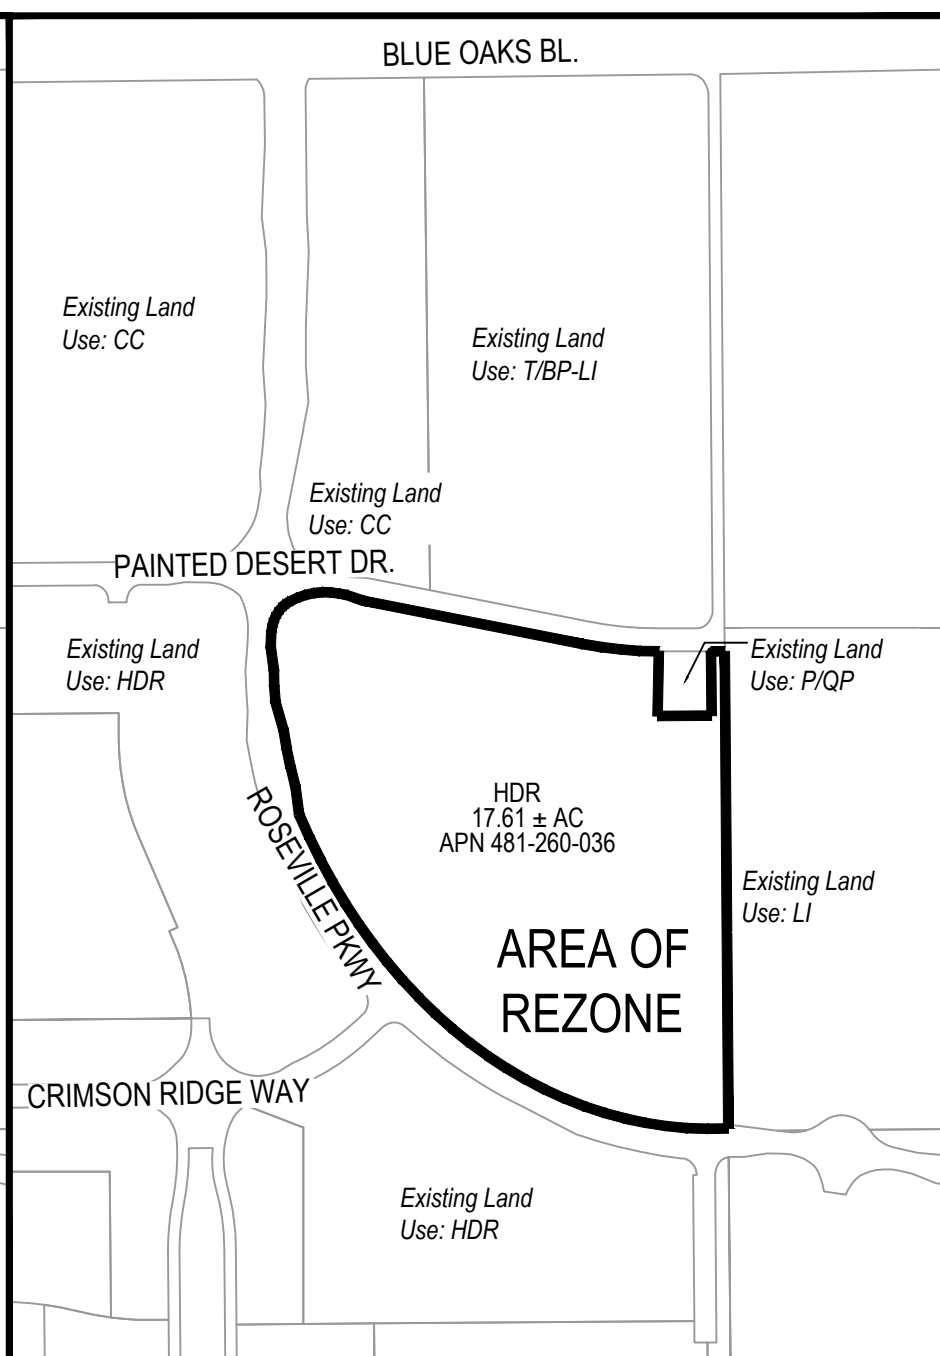 BLUE OAKS BL.
Existing Land
Use: CC
Existing Land
Use: T/BP-LI
Existing Land
Use: CC
PAINTED DESERT DR.
Existing Land
Use: HDR
Existing Land
Use: P/QP
HDR
17.61 ± AC
APN 481-260-036
ROSEVILLE PKWY
Existing Land
Use: LI
AREA OF
REZONE
CRIMSON RIDGE WAY
Existing Land
Use: HDR